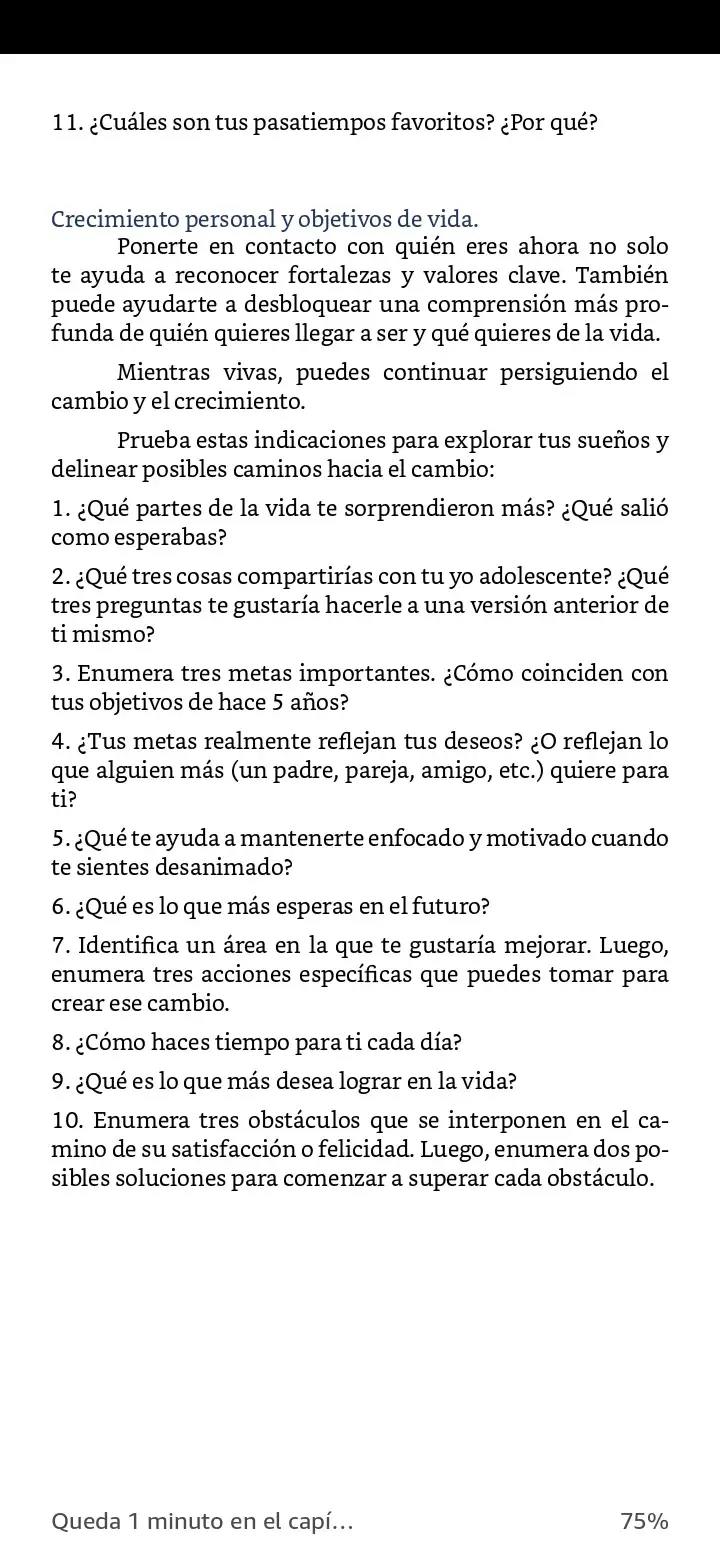 11. ¿Cuáles son tus pasatiempos favoritos? ¿Por qué?
Crecimiento personal y objetivos de vida.
Ponerte en contacto con quién eres ahora no solo
te ayuda a reconocer fortalezas y valores clave. También
puede ayudarte a desbloquear una comprensión más pro-
funda de quién quieres llegar a ser y qué quieres de la vida.
Mientras vivas, puedes continuar persiguiendo el
cambio y el crecimiento.
Prueba estas indicaciones para explorar tus sueños y
delinear posibles caminos hacia el cambio:
1. ¿Qué partes de la vida te sorprendieron más? ¿Qué salió
como esperabas?
2. ¿Qué tres cosas compartirías con tu yo adolescente? ¿Qué
tres preguntas te gustaría hacerle a una versión anterior de
ti mismo?
3. Enumera tres metas importantes. ¿Cómo coinciden con
tus objetivos de hace 5 años?
4. ¿Tus metas realmente reflejan tus deseos? ¿O reflejan lo
que alguien más (un padre, pareja, amigo, etc.) quiere para
ti?
5. ¿Qué te ayuda a mantenerte enfocado y motivado cuando
te sientes desanimado?
6. ¿Qué es lo que más esperas en el futuro?
7. Identifica un área en la que te gustaría mejorar. Luego,
enumera tres acciones específicas que puedes tomar para
crear ese cambio.
8. ¿Cómo haces tiempo para ti cada día?
9. ¿Qué es lo que más desea lograr en la vida?
10. Enumera tres obstáculos que se interponen en el ca-
mino de su satisfacción o felicidad. Luego, enumera dos po-
sibles soluciones para comenzar a superar cada obstáculo.
Queda 1 minuto en el capí… 75%